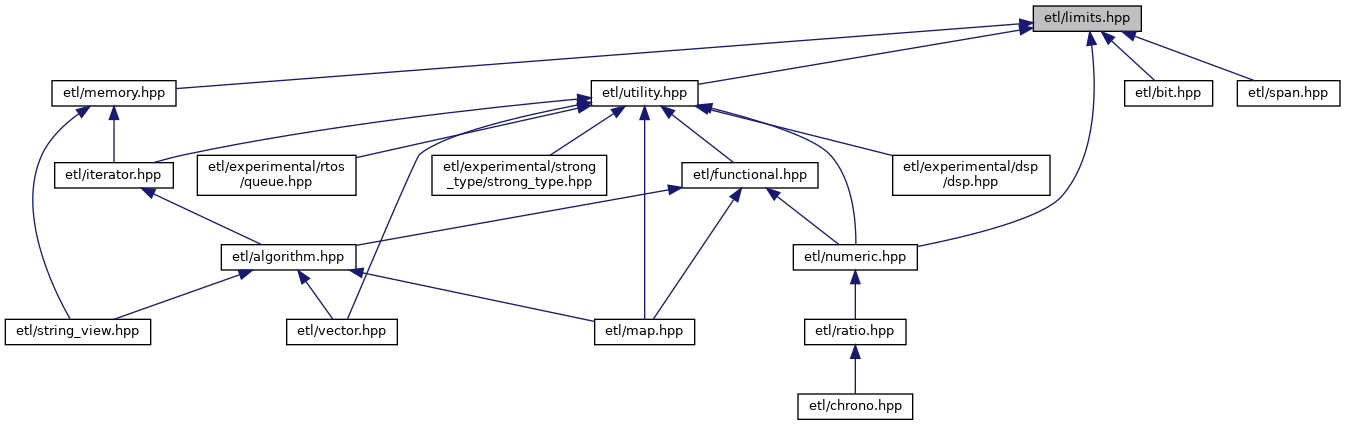 etl/limits.hpp
etl/memory.hpp
etl/utility.hpp
etl/bit.hpp
etl/span.hpp
etl/iterator.hpp
etl/experimental/rtos
/queue.hpp
etl/experimental/strong
_type/strong_type.hpp
etl/functional.hpp
etl/experimental/dsp
/dsp.hpp
etl/algorithm.hpp
etl/numeric.hpp
etl/string_view.hpp
etl/vector.hpp
etl/map.hpp
etl/ratio.hpp
etl/chrono.hpp